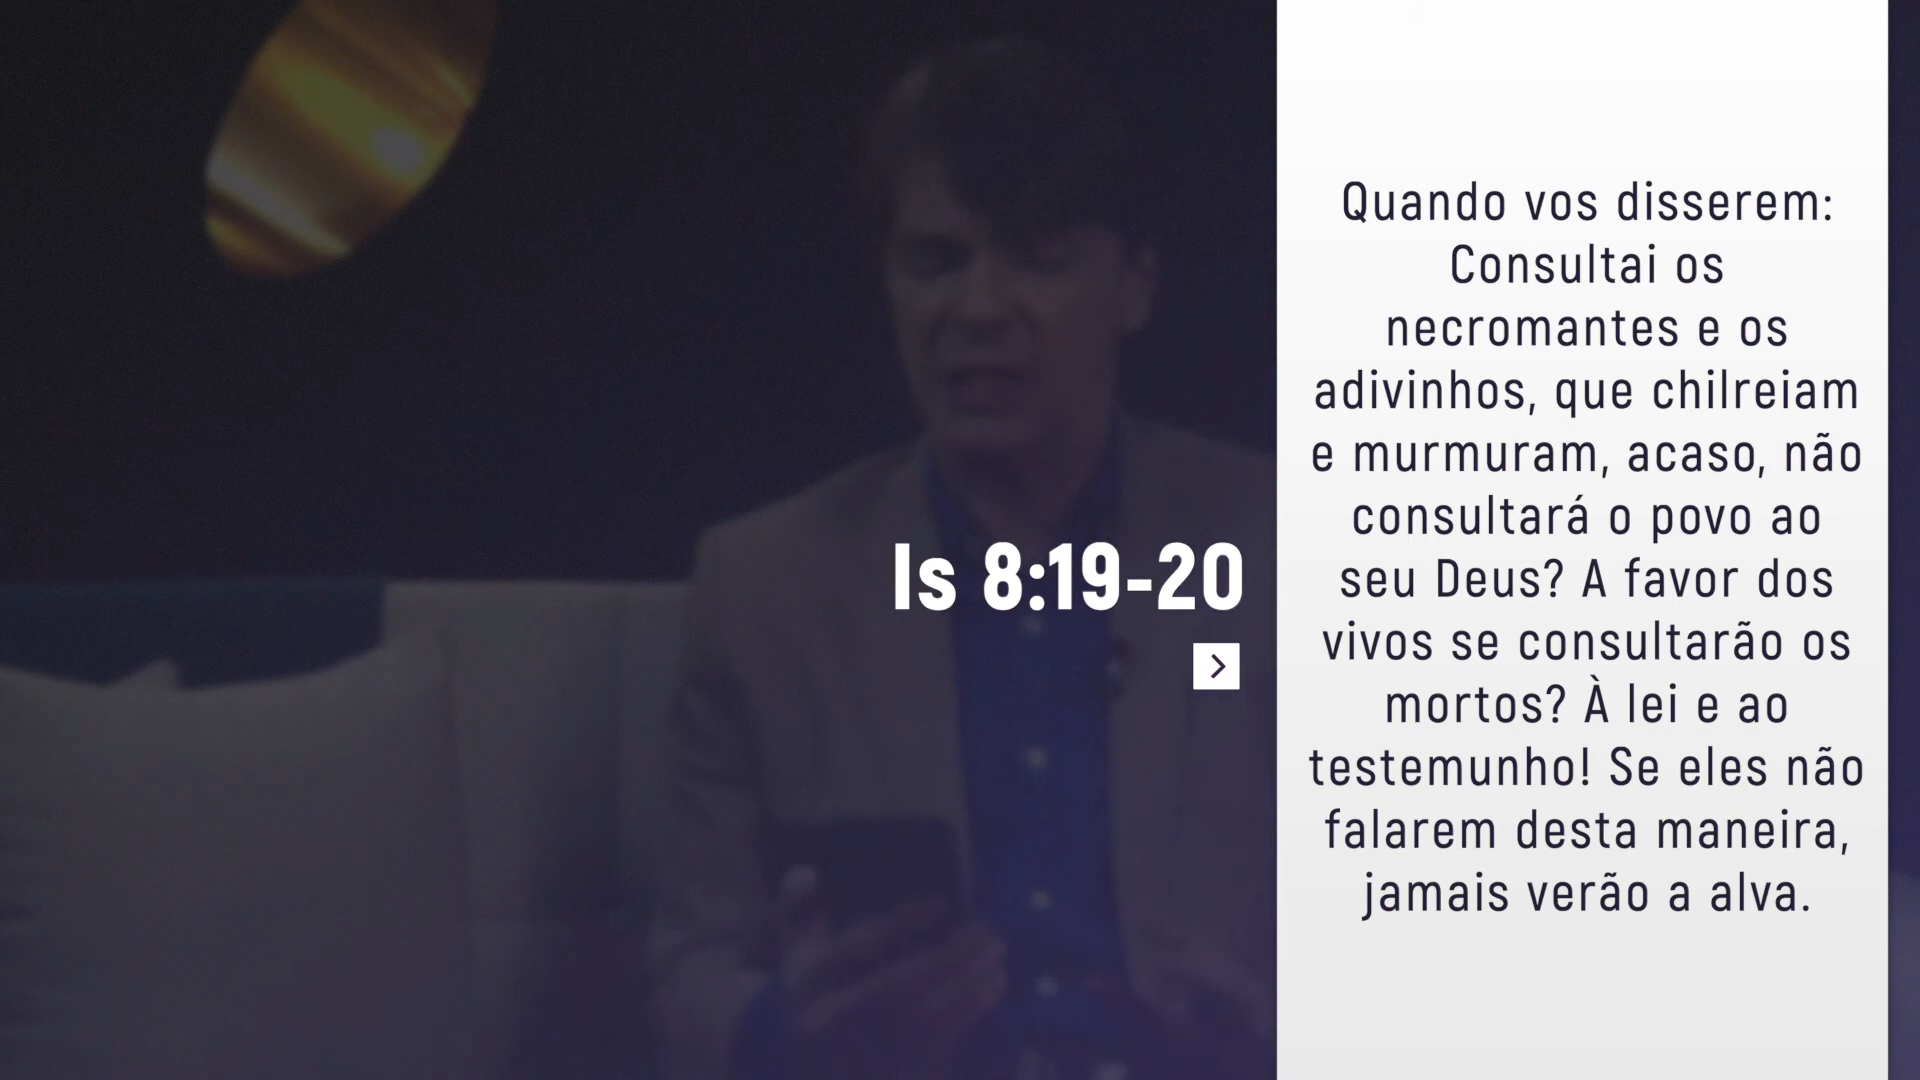 Is 8:19-20
Quando vos disserem:
Consultai os
necromantes e os
adivinhos, que chilreiam
e murmuram, acaso, não
consultará o povo ao
seu Deus? A favor dos
vivos se consultarão os
mortos? À lei e ao
testemunho! Se eles não
falarem desta maneira,
jamais verão a alva.